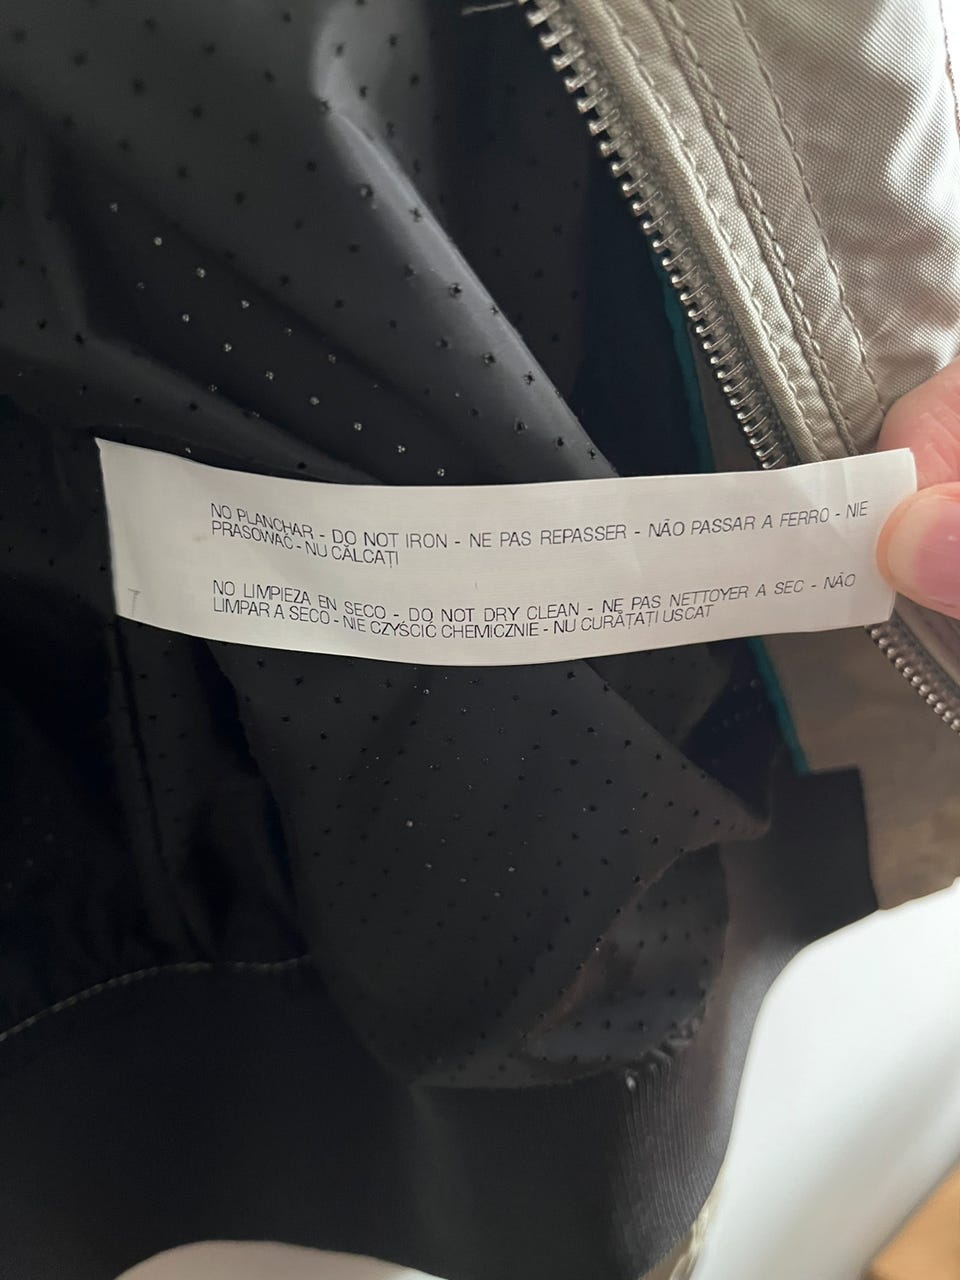 NO PLANCHAR - DO NOT IRON - NE PAS REPASSER - NÃO PASSAR A FERRO - NIE
PRASOWAĆ - NU CĂLCAȚI
NO LIMPIEZA EN SECO - DO NOT DRY CLEAN - NE PAS NETTOYER A SEC - NÃO
LIMPAR A SECO - NIE CZYŚCIĆ CHEMICZNIE - NU CURĂȚAȚI USCAT